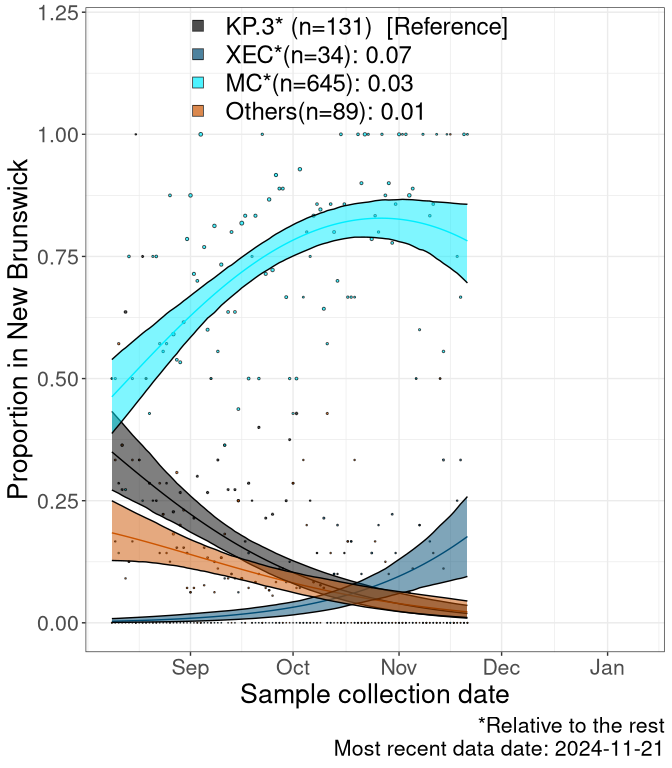 KP.3* (n=131)  [Reference]
XEC*(n=34): 0.07
MC*(n=645): 0.03
Others(n=89): 0.01
Proportion in New Brunswick
1.25
1.00
0.75
0.50
0.25
0.00
Sep Oct Nov Dec Jan
Sample collection date
*Relative to the rest
Most recent data date: 2024-11-21